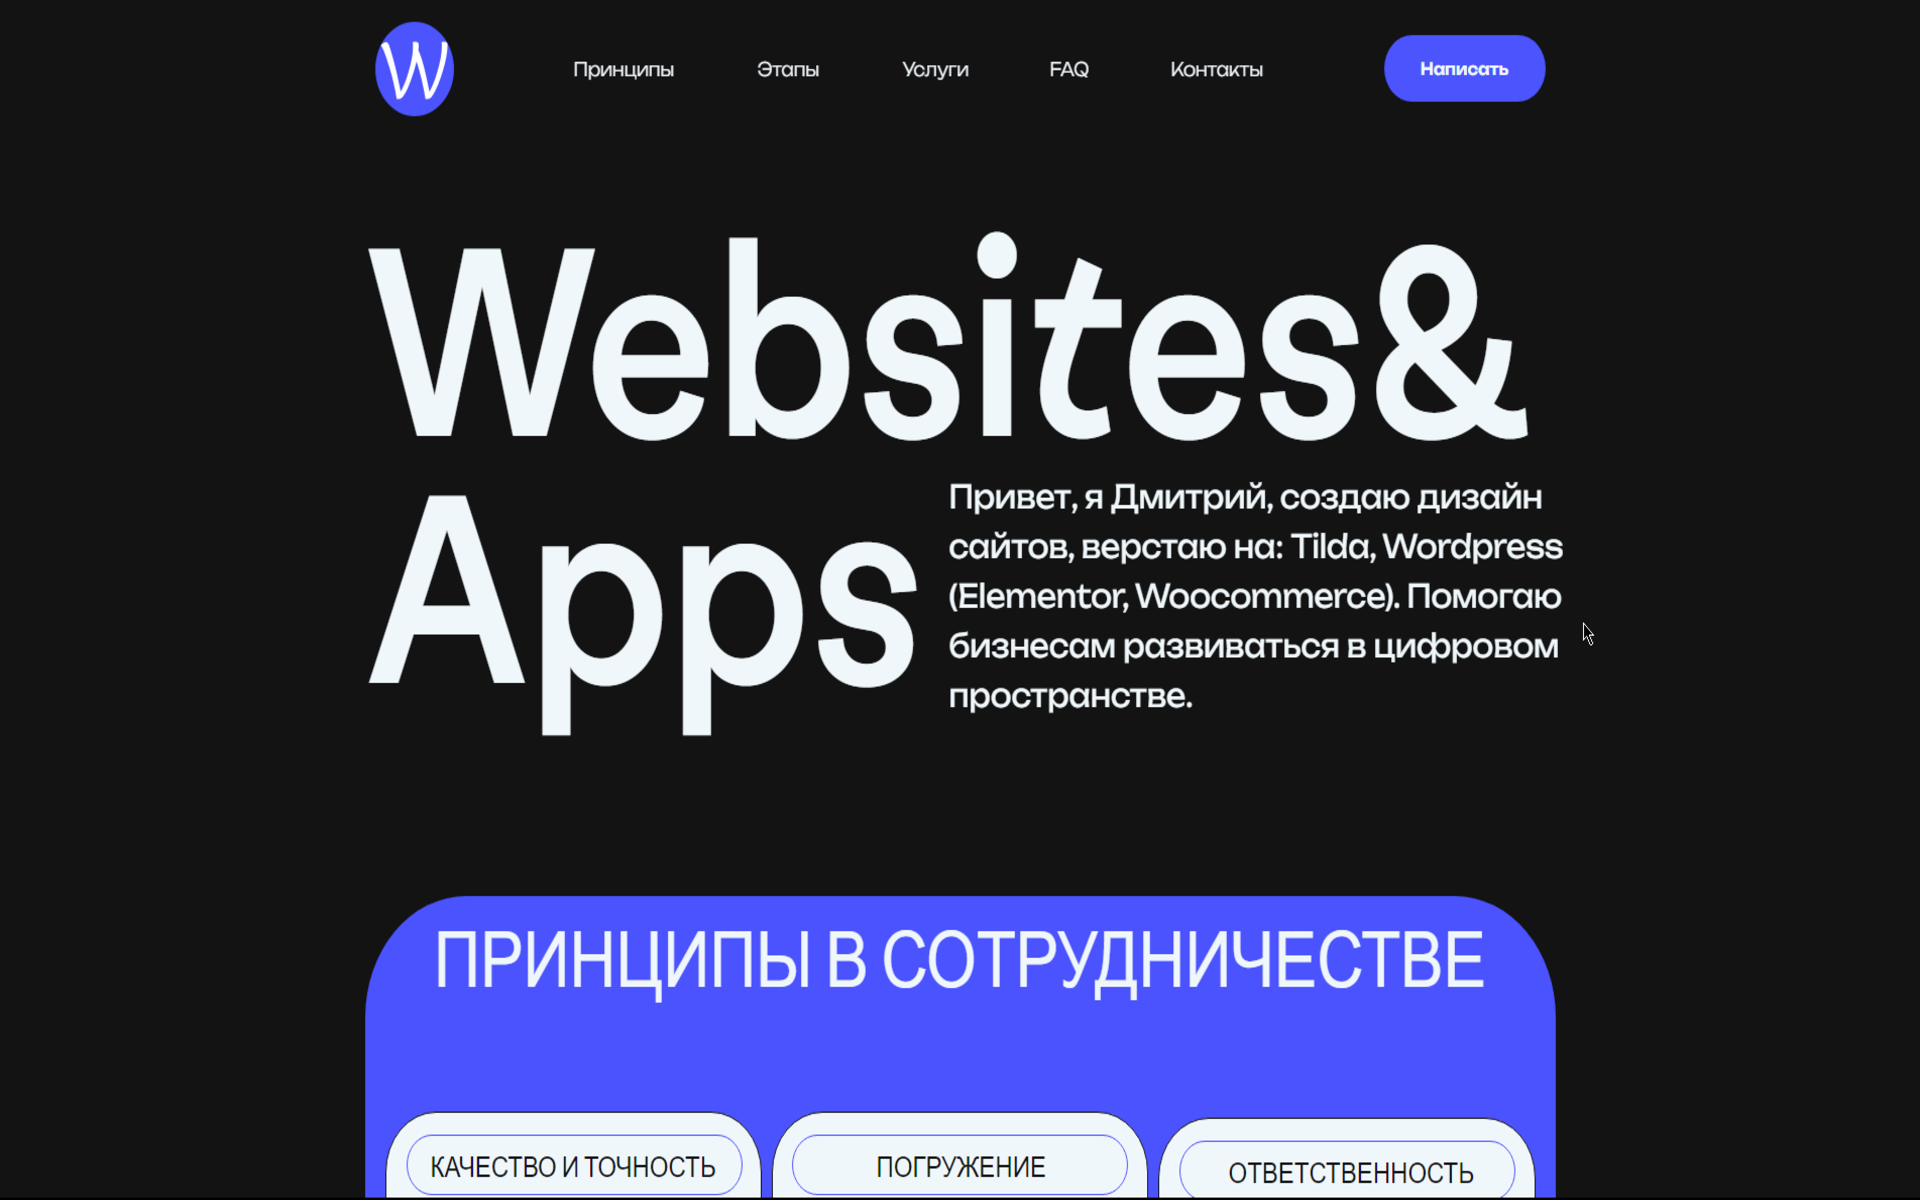 W
Принципы Этапы Услуги FAQ Контакты Написать
Websites&
Apps
Привет, я Дмитрий, создаю дизайн
сайтов, верстаю на: Tilda, Wordpress
(Elementor, Woocommerce). Помогаю
бизнесам развиваться в цифровом
пространстве.
ПРИНЦИПЫ В СОТРУДНИЧЕСТВЕ
КАЧЕСТВО И ТОЧНОСТЬ
ПОГРУЖЕНИЕ
ОТВЕТСТВЕННОСТЬ